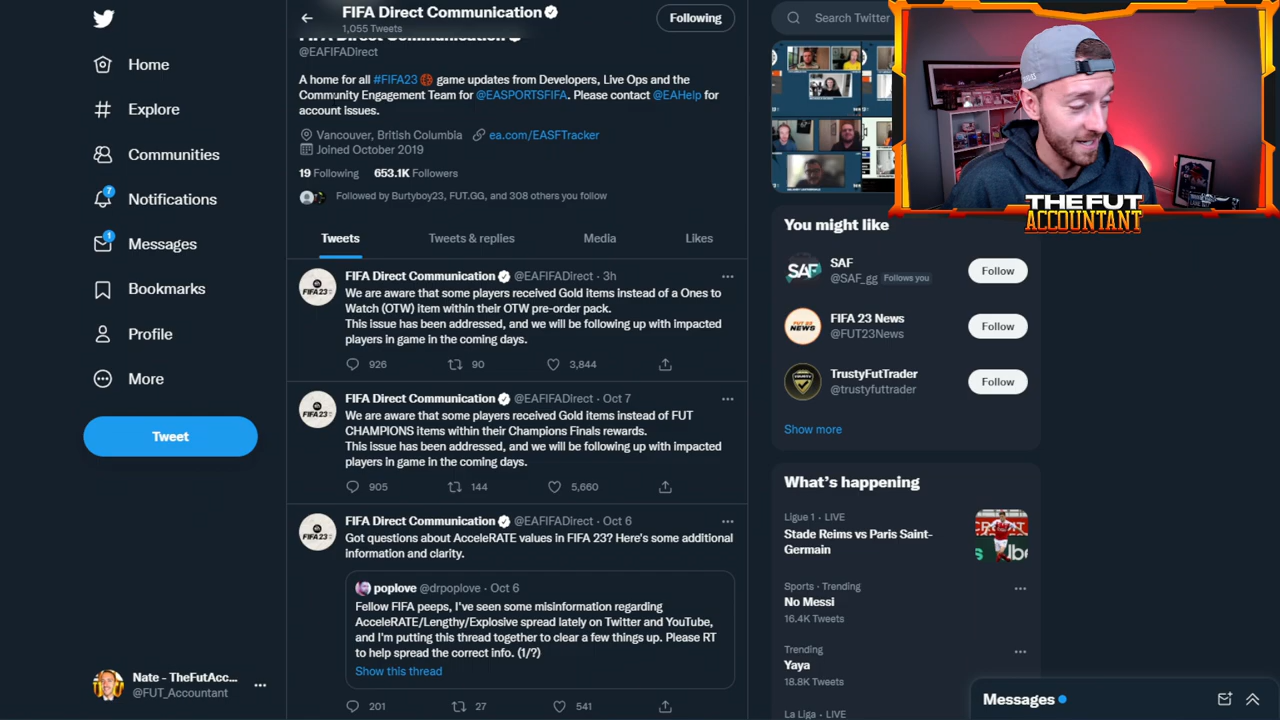 FIFA Direct Communication
1,055 Tweets
Following
Search Twitter
Home
Explore
Communities
7
Notifications
1
Messages
Bookmarks
Profile
More
Tweet
Nate - TheFutAcc...
@FUT_Accountant
FIFA Direct Communication
@EAFIFADirect
A home for all #FIFA23 game updates from Developers, Live Ops and the
Community Engagement Team for @EASPORTSFIFA. Please contact @EAHelp for
account issues.
Vancouver, British Columbia ea.com/EASFTracker
Joined October 2019
19 Following 653.1K Followers
Followed by Burtyboy23, FUT.GG, and 308 others you follow
Tweets Tweets & replies Media Likes
FIFA Direct Communication @EAFIFADirect · 3h
We are aware that some players received Gold items instead of a Ones to
Watch (OTW) item within their OTW pre-order pack.
This issue has been addressed, and we will be following up with impacted
players in game in the coming days.
926 90 3,844
FIFA Direct Communication @EAFIFADirect · Oct 7
We are aware that some players received Gold items instead of FUT
CHAMPIONS items within their Champions Finals rewards.
This issue has been addressed, and we will be following up with impacted
players in game in the coming days.
905 144 5,660
FIFA Direct Communication @EAFIFADirect · Oct 6
Got questions about AcceleRATE values in FIFA 23? Here's some additional
information and clarity.
poplove @drpoplove · Oct 6
Fellow FIFA peeps, I've seen some misinformation regarding
AcceleRATE/Lengthy/Explosive spread lately on Twitter and YouTube,
and I'm putting this thread together to clear a few things up. Please RT
to help spread the correct info. (1/?)
Show this thread
201 27 541
THE FUT
ACCOUNTANT
You might like
SAF
@SAF_gg Follows you
Follow
FIFA 23 News
@FUT23News
Follow
TrustyFutTrader
@trustyfuttrader
Follow
Show more
What's happening
Ligue 1 · LIVE
Stade Reims vs Paris Saint-
Germain
Sports · Trending
No Messi
16.4K Tweets
Trending
Yaya
18.8K Tweets
La Liga · LIVE
Messages